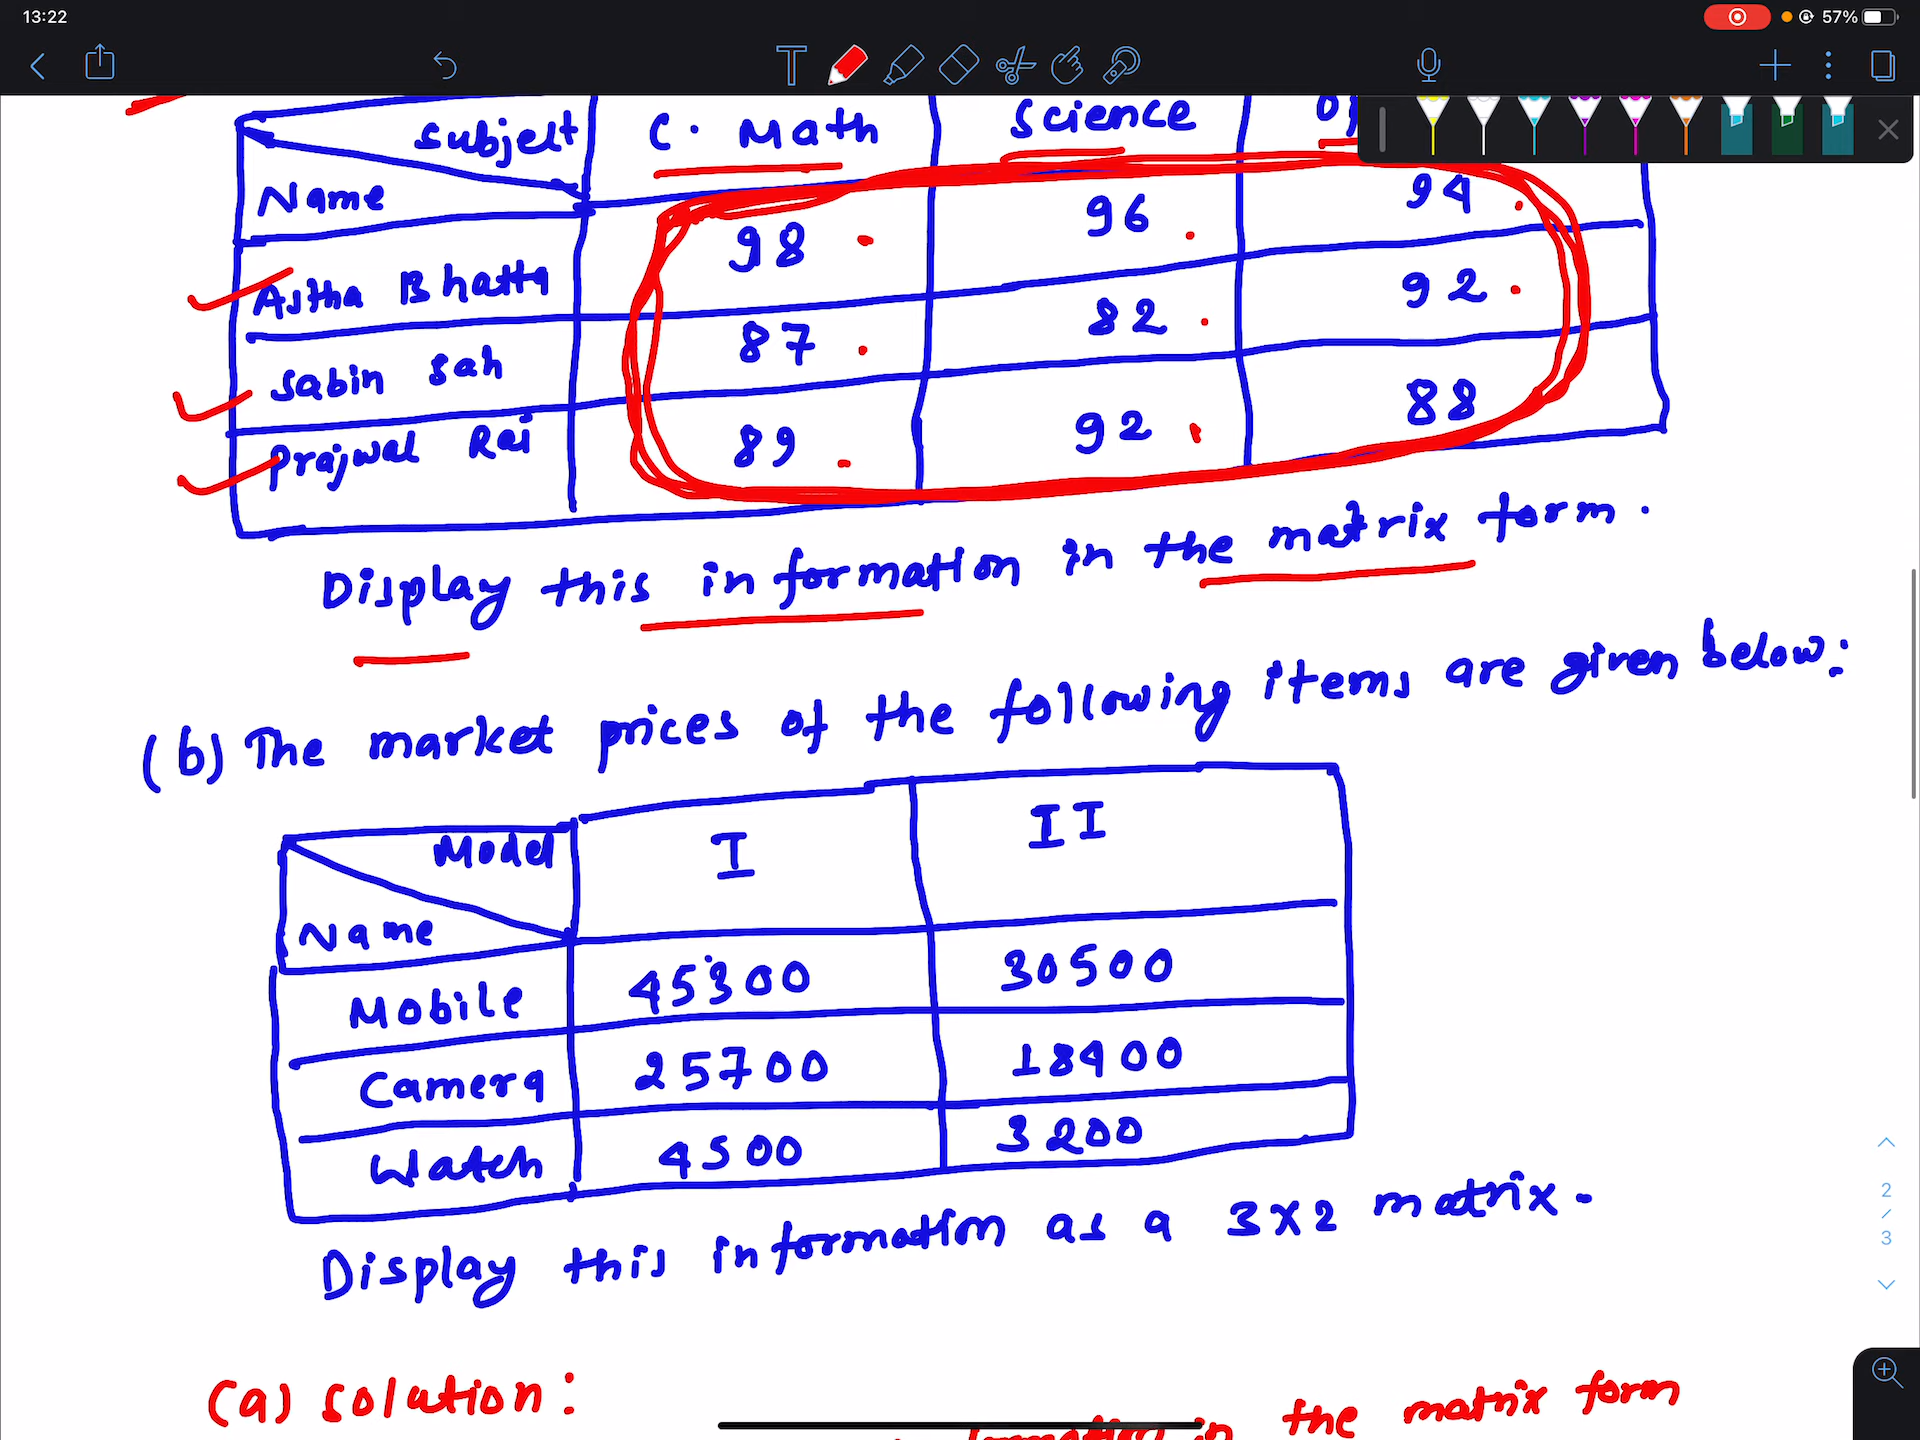 13:22
57%
Subject C. Math Science
Name
98 96 94
Astha Bhatta
87 82 92
Sabin Sah
89 92 88
Prajwal Rai
Display this information in the matrix form.
(b) The market prices of the following items are given below:
Model I II
Name
Mobile 45300 30500
Camera 25700 18400
Watch 4500 3200
Display this information as a 3x2 matrix.
2
3
(a) solution:
in the matrix form